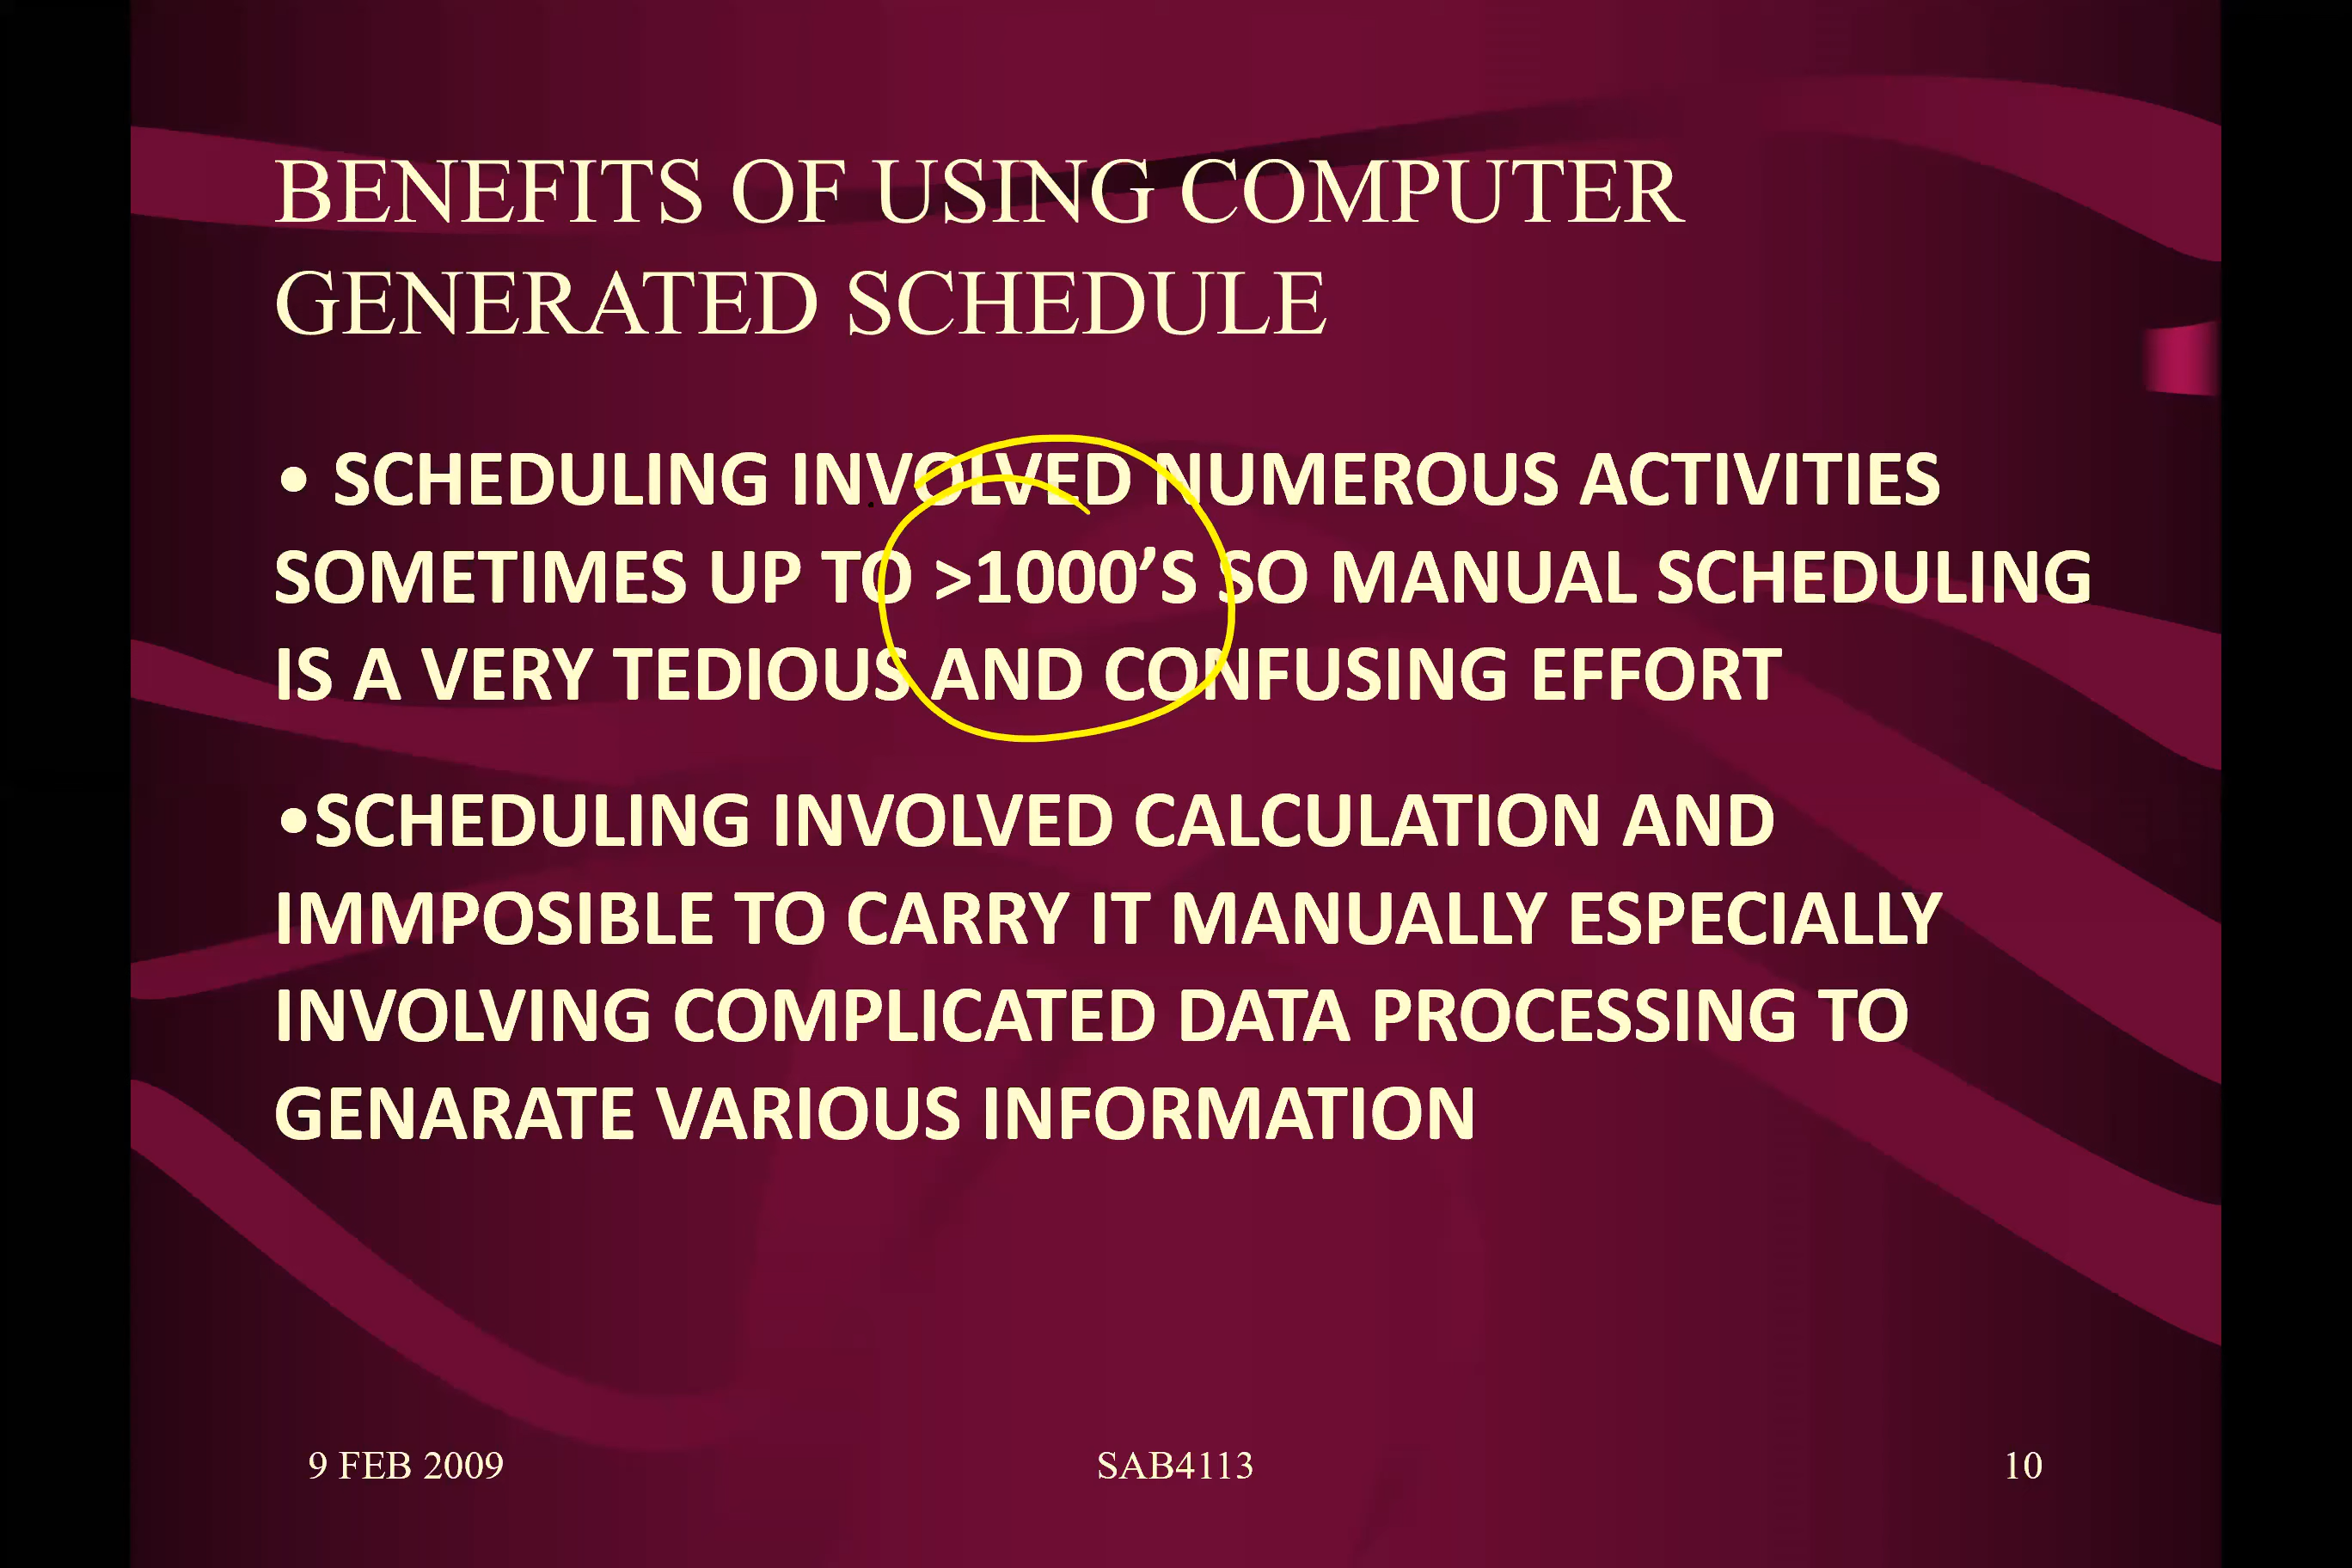 BENEFITS OF USING COMPUTER
GENERATED SCHEDULE
• SCHEDULING INVOLVED NUMEROUS ACTIVITIES
SOMETIMES UP TO >1000’S SO MANUAL SCHEDULING
IS A VERY TEDIOUS AND CONFUSING EFFORT
•SCHEDULING INVOLVED CALCULATION AND
IMMPOSIBLE TO CARRY IT MANUALLY ESPECIALLY
INVOLVING COMPLICATED DATA PROCESSING TO
GENARATE VARIOUS INFORMATION
9 FEB 2009 SAB4113 10